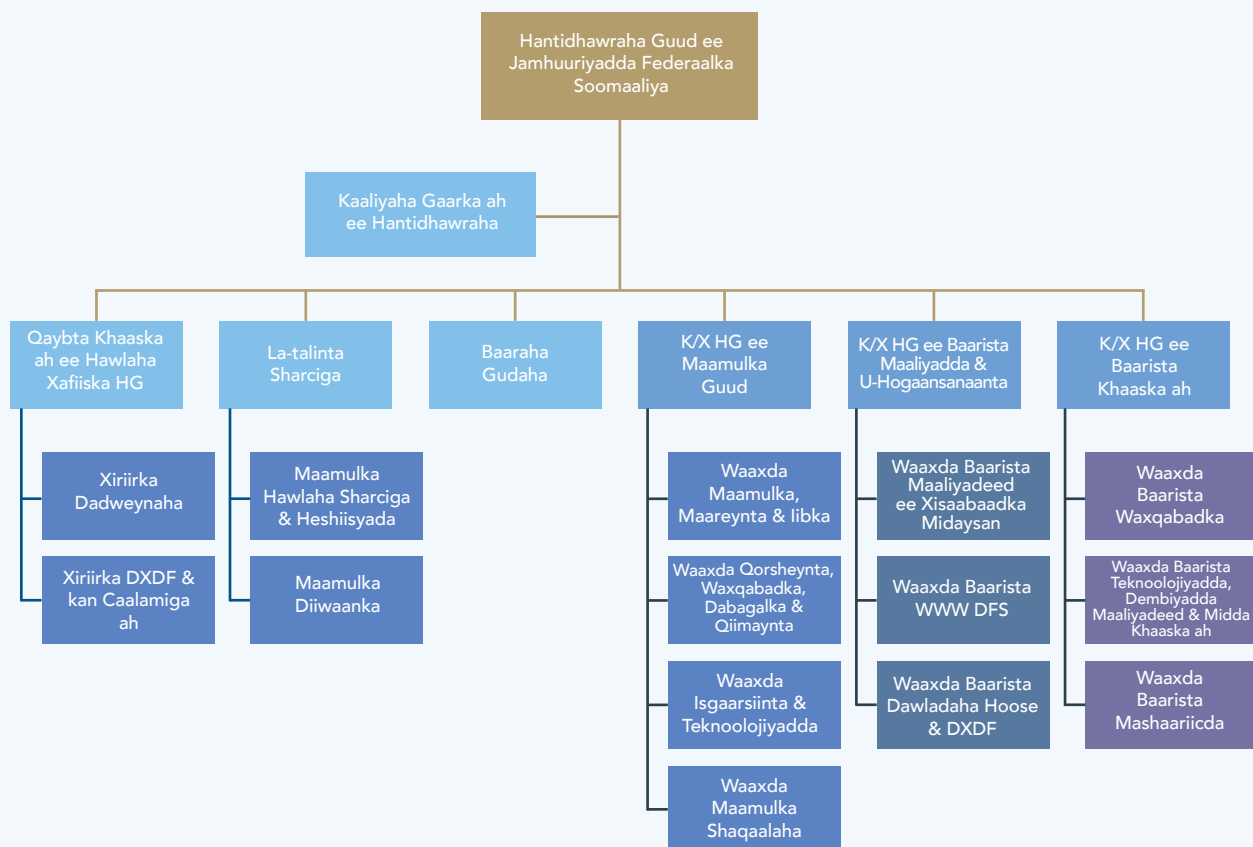 Hantidhawraha Guud ee
Jamhuuriyadda Federaalka
Soomaaliya
Kaaliyaha Gaarka ah
ee Hantidhawraha
Qaybta Khaaska
ah ee Hawlaha
Xafiiska HG
La-talinta
Sharciga
Baaraha
Gudaha
K/X HG ee
Maamulka
Guud
K/X HG ee Baarista
Maaliyadda &
U-Hogaansanaanta
K/X HG ee
Baarista
Khaaska ah
Xiriirka
Dadweynaha
Xiriirka DXDF &
kan Caalamiga
ah
Maamulka
Hawlaha Sharciga
& Heshiisyada
Maamulka
Diiwaanka
Waaxda
Maamulka,
Maareynta & Iibka
Waaxda Qorsheynta,
Waxqabadka,
Dabagalka &
Qiimaynta
Waaxda
Isgaarsiinta &
Teknoolojiyadda
Waaxda
Maamulka
Shaqaalaha
Waaxda Baarista
Maaliyadeed
ee Xisaabaadka
Midaysan
Waaxda Baarista
WWW DFS
Waaxda Baarista
Dawladaha Hoose
& DXDF
Waaxda
Baarista
Waxqabadka
Waaxda Baarista
Teknoolojiyadda,
Dembiyadda
Maaliyadeed & Midda
Khaaska ah
Waaxda
Baarista
Mashaariicda